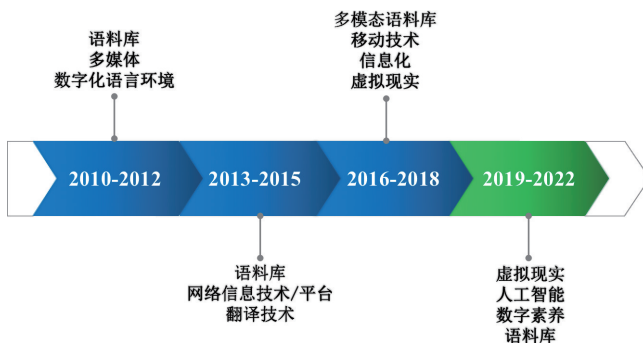 语料库
多媒体
数字化语言环境
多模态语料库
移动技术
信息化
虚拟现实
2010-2012
2013-2015
2016-2018
2019-2022
语料库
网络信息技术/平台
翻译技术
虚拟现实
人工智能
数字素养
语料库